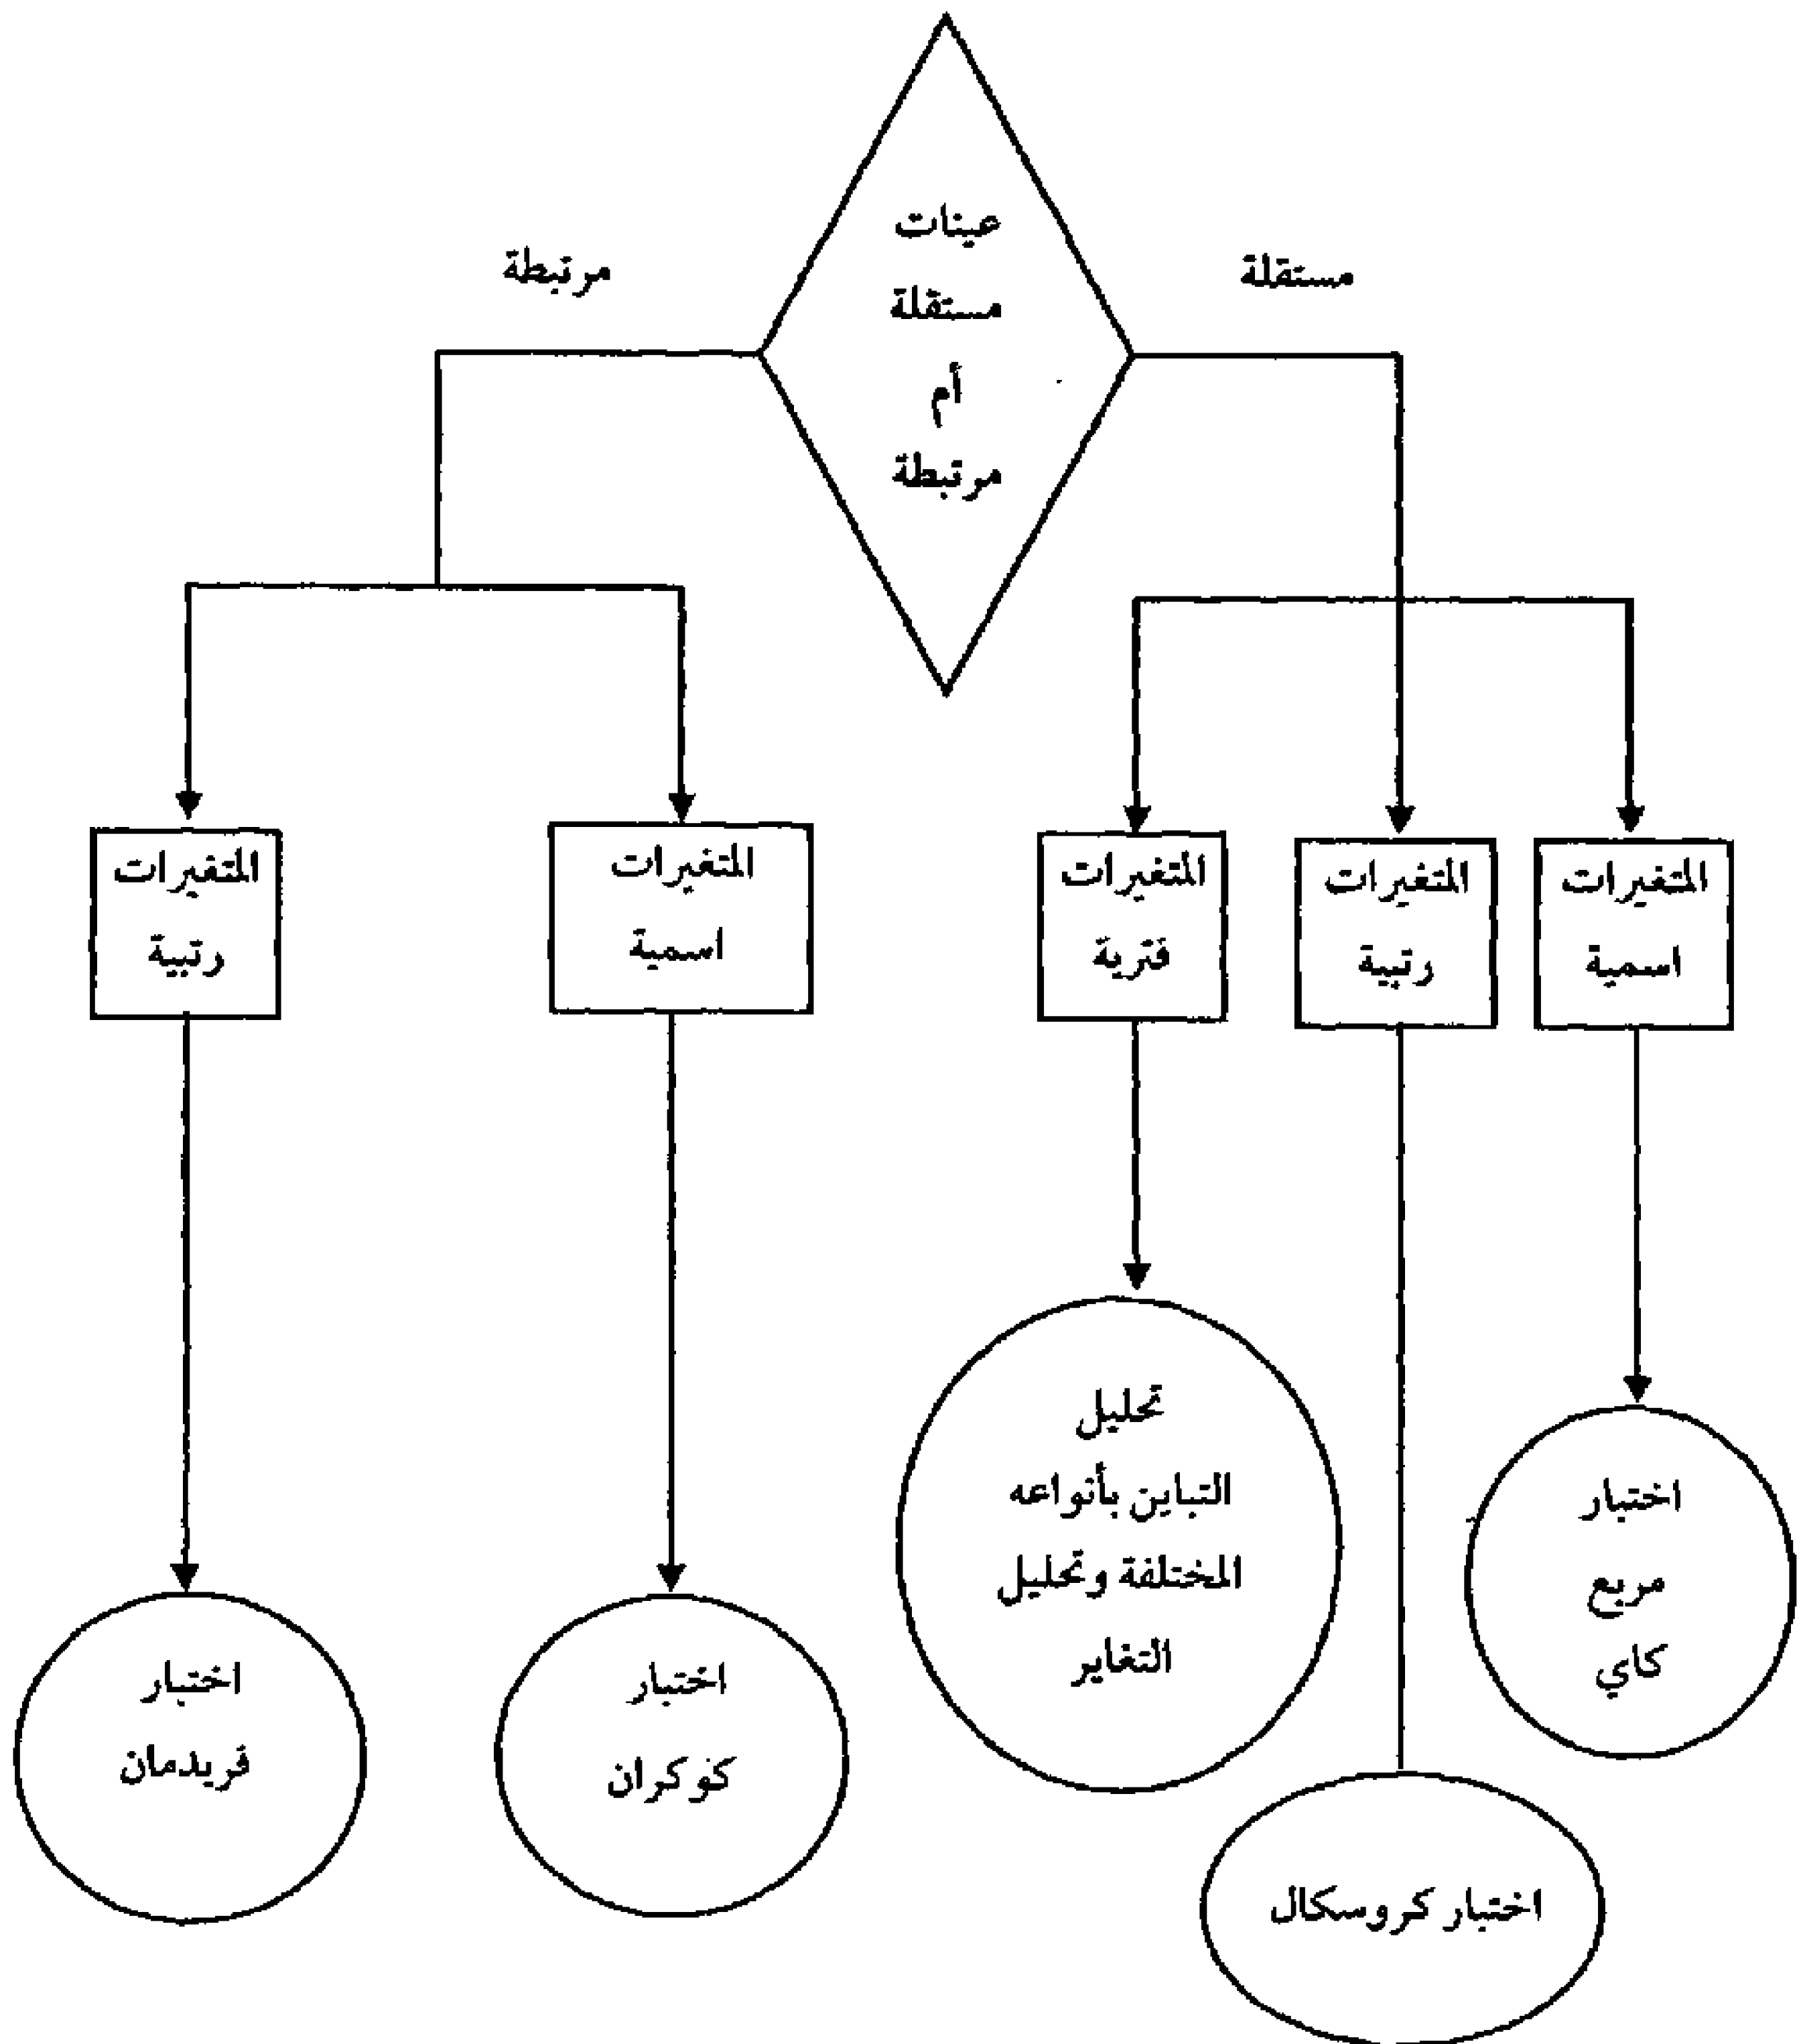 عينات
مستقلة
أم
مرتبطة
مستقلة
مرتبطة
المتغيرات
اسمية
المتغيرات
رتبية
المتغيرات
فترية
المتغيرات
اسمية
المتغيرات
رتبية
اختبار
مربع
كاي
اختبار كروسكال
تحليل
التباين بأنواعه
المختلفة وتحليل
التغاير
اختبار
كوكران
اختبار
فريدمان